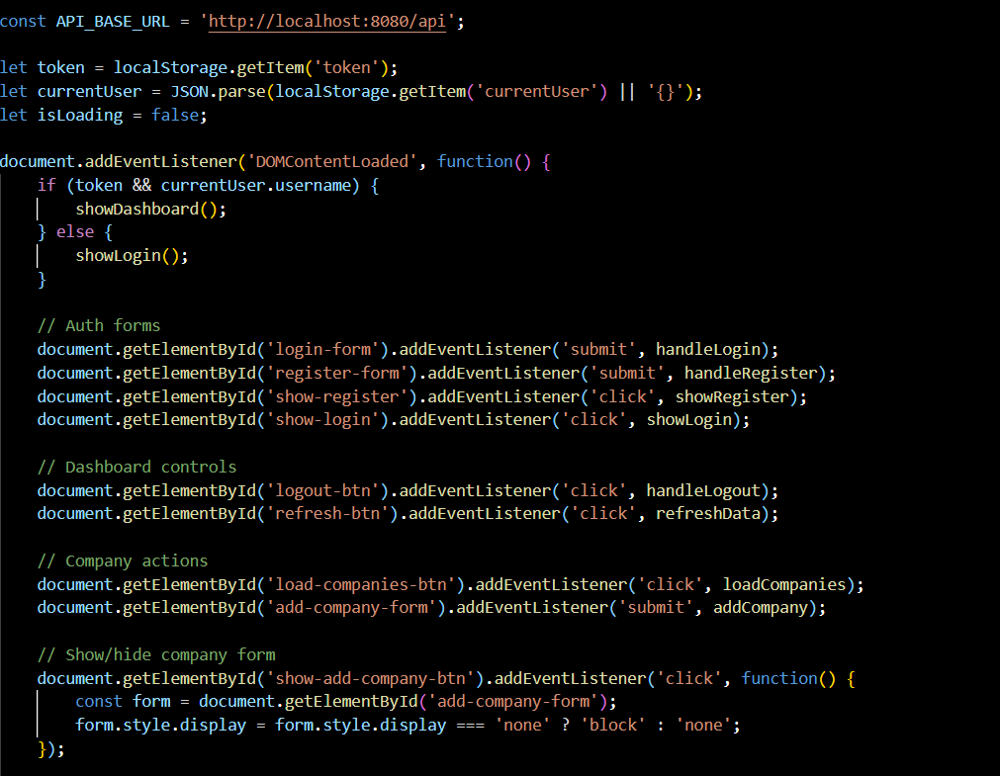 const API_BASE_URL = 'http://localhost:8080/api';

let token = localStorage.getItem('token');
let currentUser = JSON.parse(localStorage.getItem('currentUser') || '{}');
let isLoading = false;

document.addEventListener('DOMContentLoaded', function() {
    if (token && currentUser.username) {
        showDashboard();
    } else {
        showLogin();
    }

    // Auth forms
    document.getElementById('login-form').addEventListener('submit', handleLogin);
    document.getElementById('register-form').addEventListener('submit', handleRegister);
    document.getElementById('show-register').addEventListener('click', showRegister);
    document.getElementById('show-login').addEventListener('click', showLogin);

    // Dashboard controls
    document.getElementById('logout-btn').addEventListener('click', handleLogout);
    document.getElementById('refresh-btn').addEventListener('click', refreshData);

    // Company actions
    document.getElementById('load-companies-btn').addEventListener('click', loadCompanies);
    document.getElementById('add-company-form').addEventListener('submit', addCompany);

    // Show/hide company form
    document.getElementById('show-add-company-btn').addEventListener('click', function() {
        const form = document.getElementById('add-company-form');
        form.style.display = form.style.display === 'none' ? 'block' : 'none';
    });